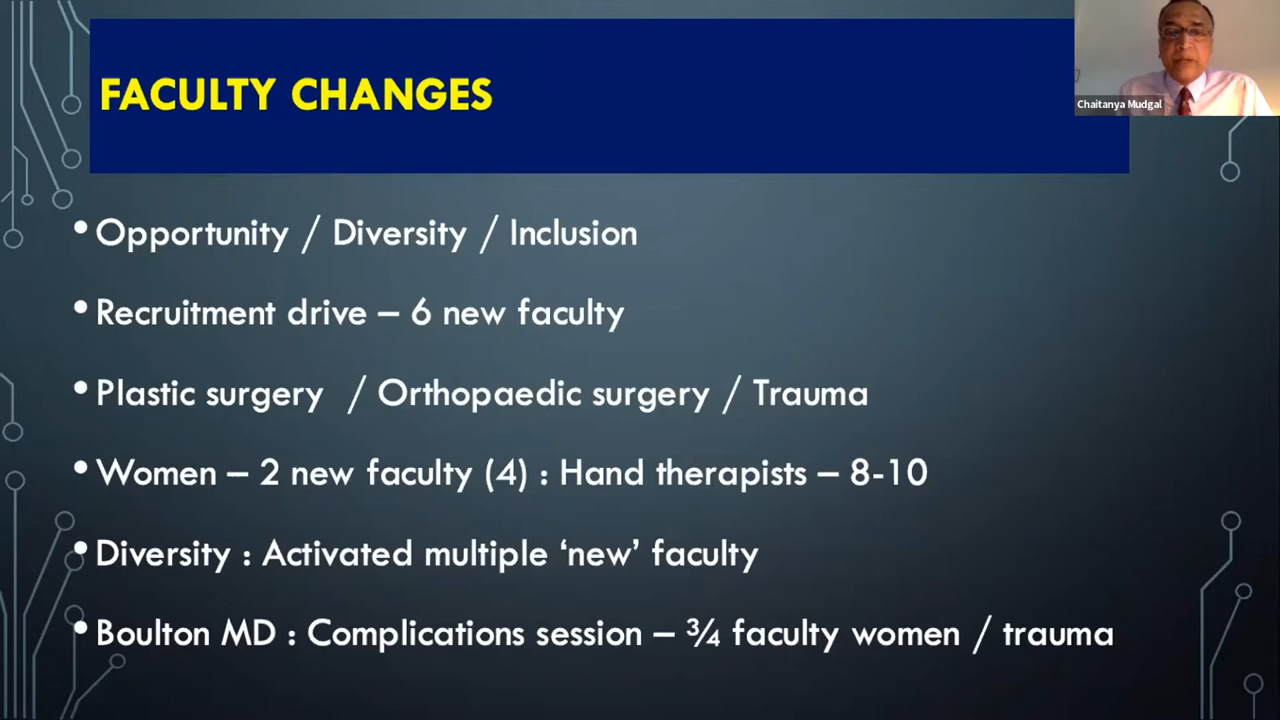 FACULTY CHANGES
Chaitanya Mudgal
• Opportunity / Diversity / Inclusion
• Recruitment drive – 6 new faculty
• Plastic surgery / Orthopaedic surgery / Trauma
• Women – 2 new faculty (4) : Hand therapists – 8-10
• Diversity : Activated multiple ‘new’ faculty
• Boulton MD : Complications session – ¾ faculty women / trauma